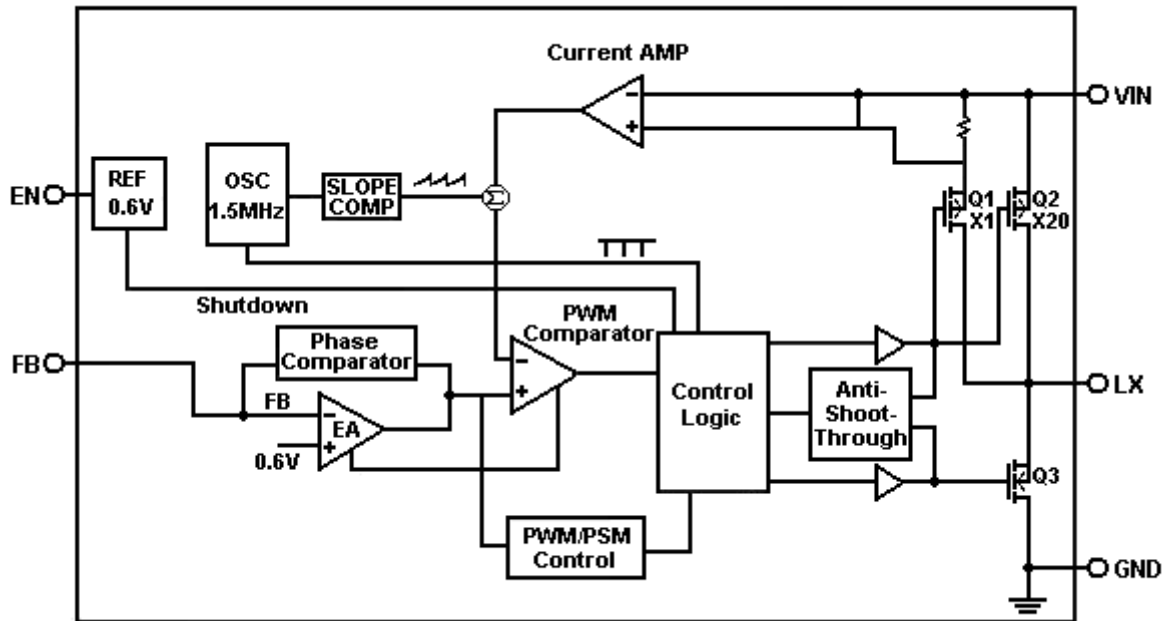 Current AMP
VIN
EN
REF
0.6V
OSC
1.5MHz
SLOPE
COMP
Σ
Q1
X1
Q2
X20
Shutdown
PWM
Comparator
FB
Phase
Comparator
FB
EA
0.6V
Control
Logic
Anti-
Shoot-
Through
LX
Q3
PWM/PSM
Control
GND